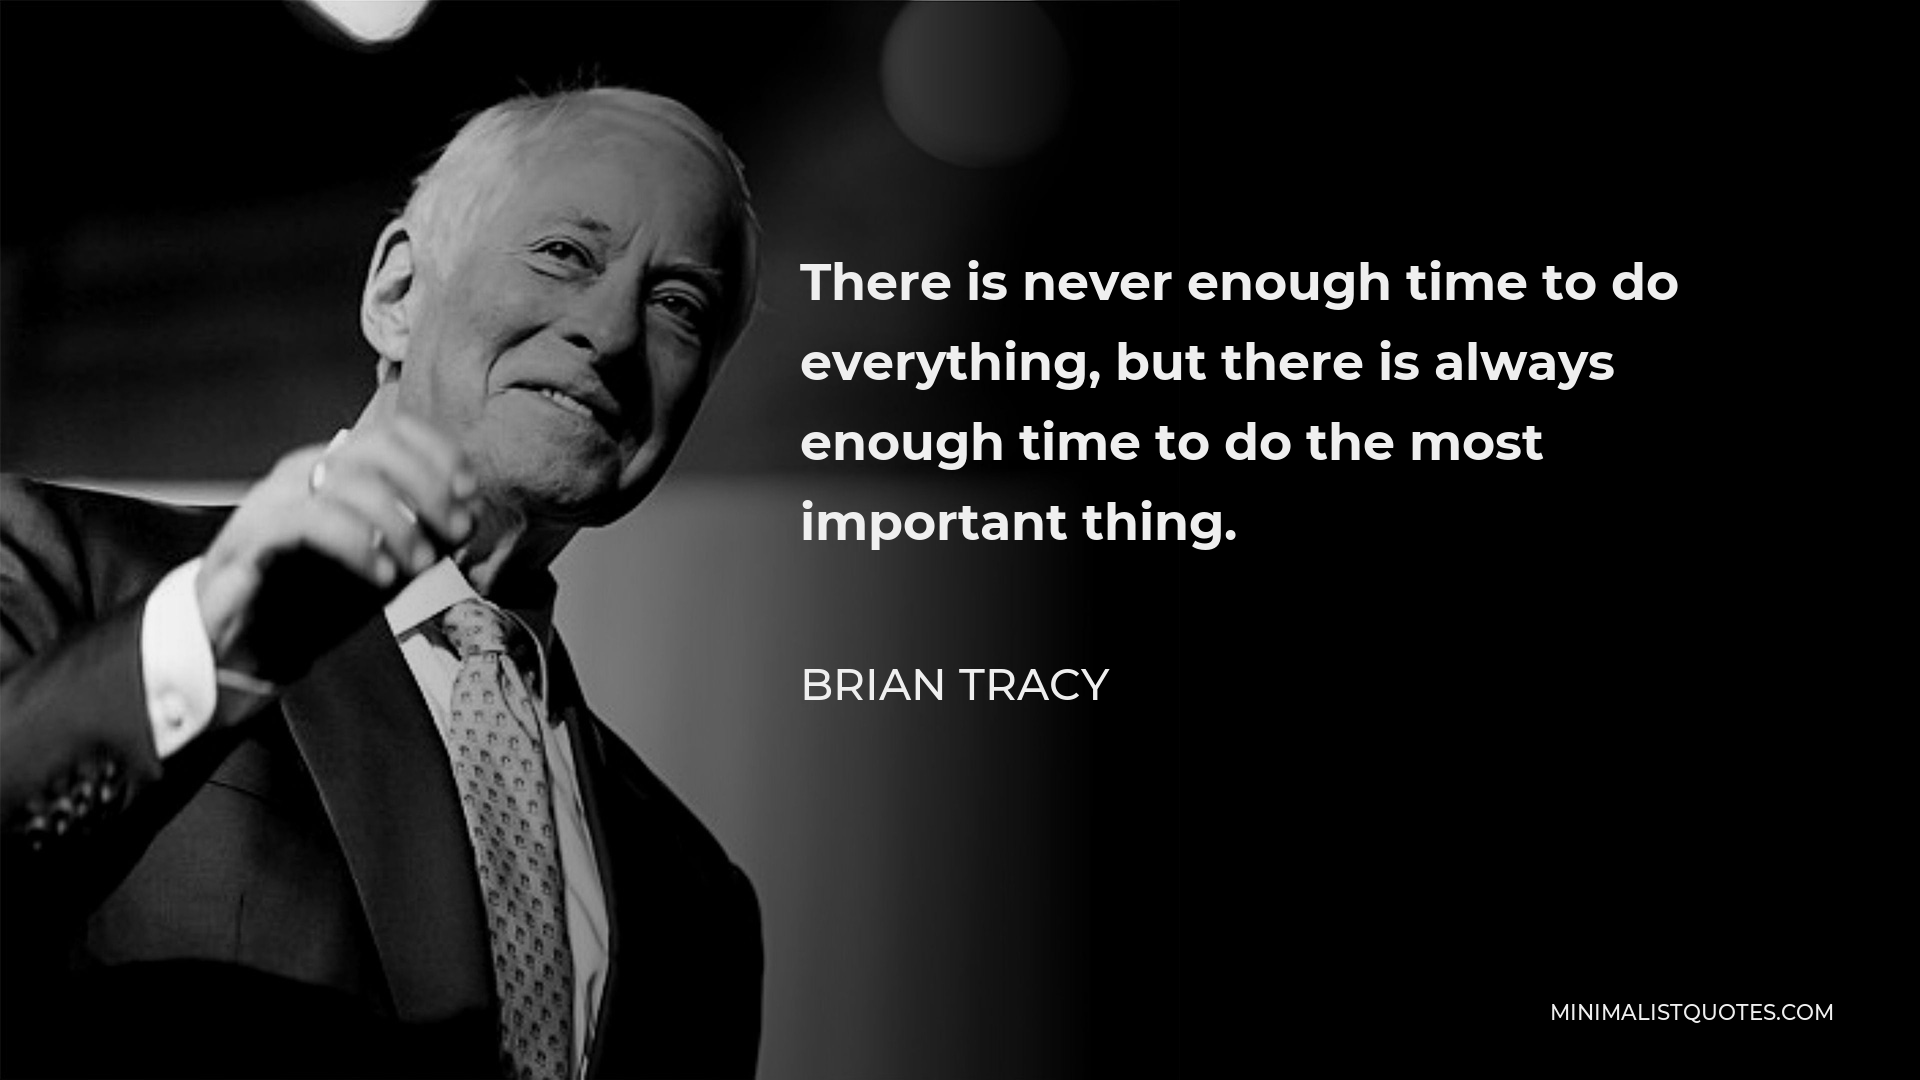 There is never enough time to do
everything, but there is always
enough time to do the most
important thing.
BRIAN TRACY
MINIMALISTQUOTES.COM